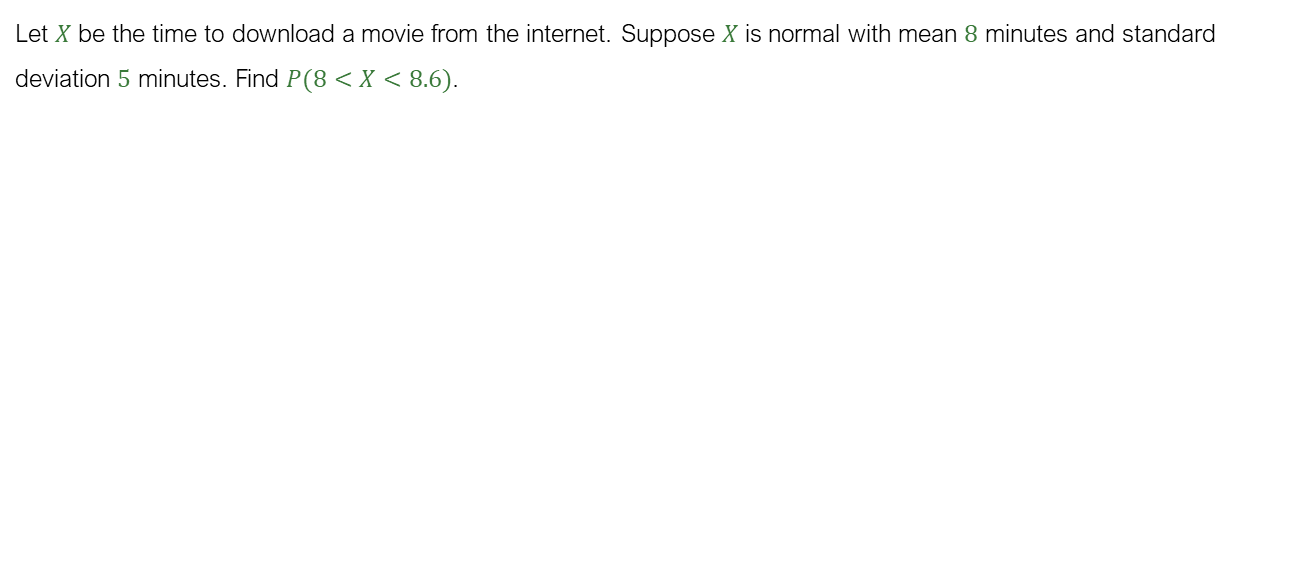 Let X be the time to download a movie from the internet. Suppose X is normal with mean 8 minutes and standard
deviation 5 minutes. Find P(8 < X < 8.6).